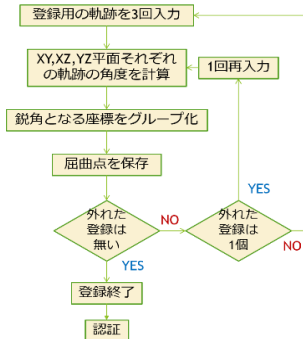 登録用の軌跡を3回入力
XY,XZ,YZ平面それぞれ
の軌跡の角度を計算
1回再入力
鋭角となる座標をグループ化
屈曲点を保存
YES
外れた
登録は
無い
NO
外れた
登録は
1個
NO
YES
登録終了
認証